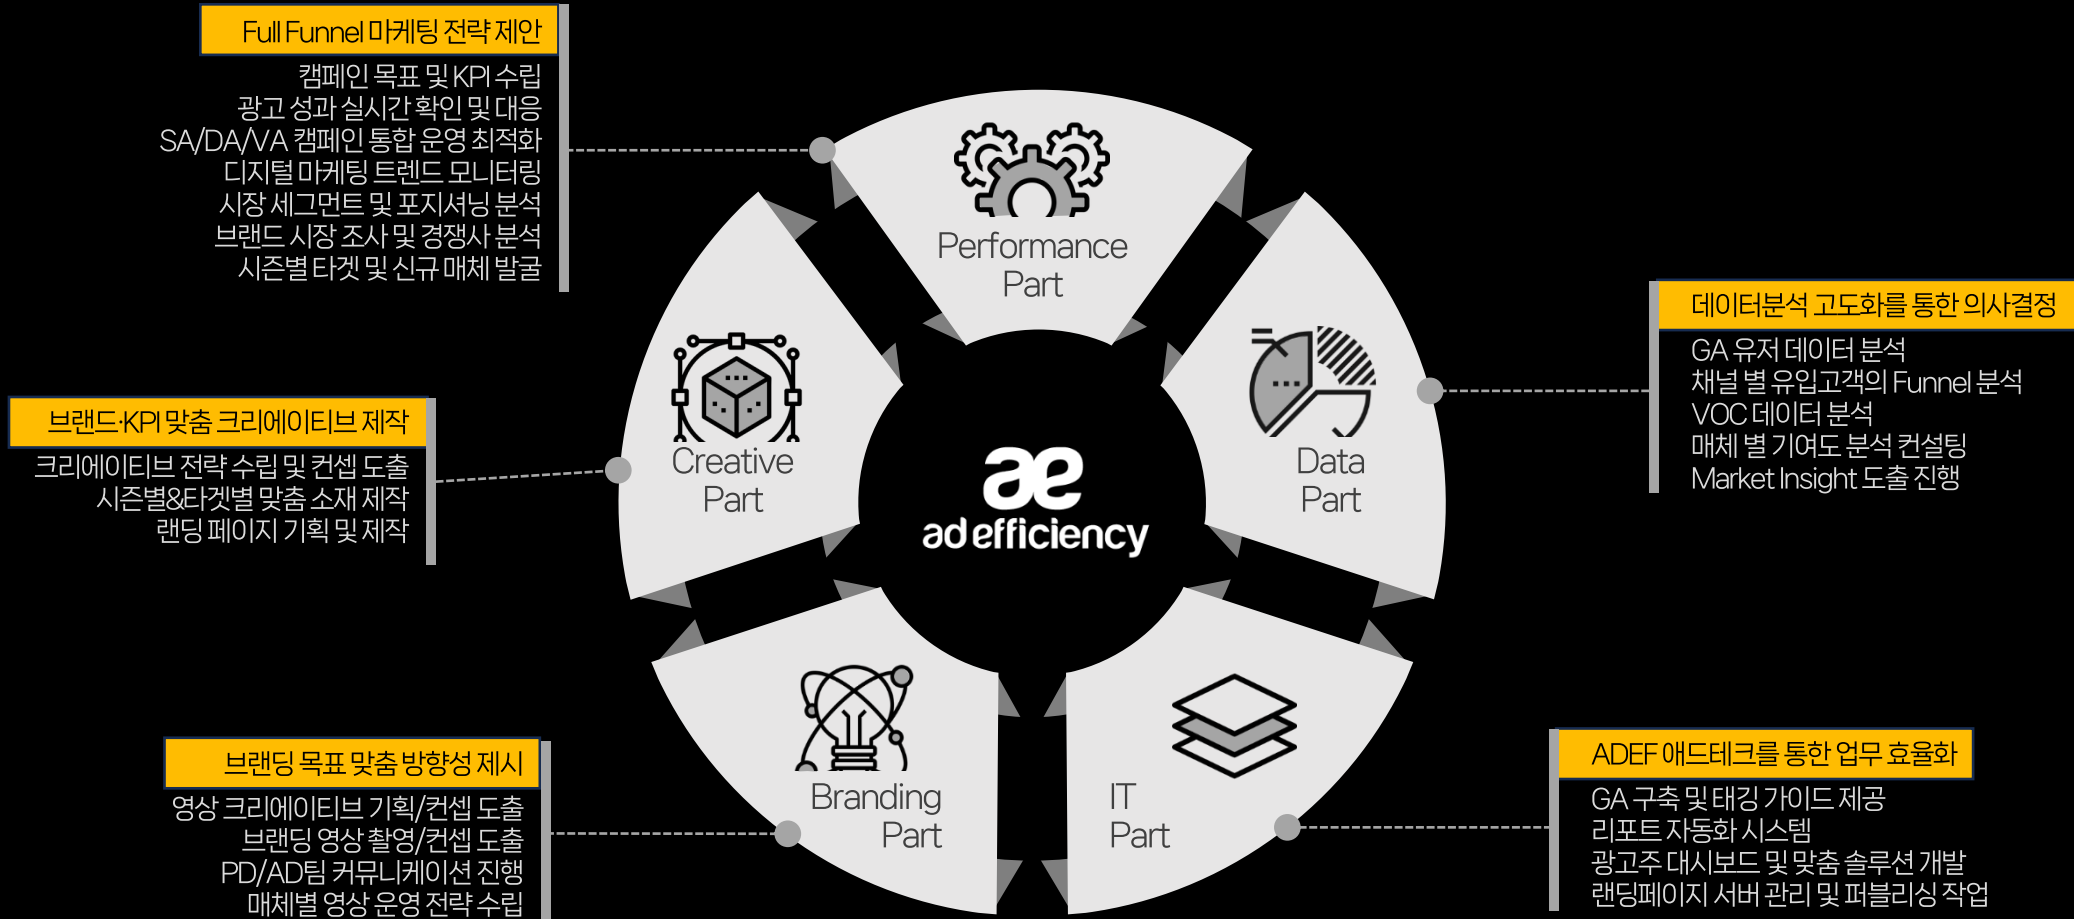 Full Funnel 마케팅 전략 제안
캠페인 목표 및 KPI 수립
광고 성과 실시간 확인 및 대응
SA/DA/VA 캠페인 통합 운영 최적화
디지털 마케팅 트렌드 모니터링
시장 세그먼트 및 포지셔닝 분석
브랜드 시장 조사 및 경쟁사 분석
시즌별 타겟 및 신규 매체 발굴
Performance
Part
데이터분석 고도화를 통한 의사결정
GA 유저 데이터 분석
채널 별 유입고객의 Funnel 분석
VOC 데이터 분석
매체 별 기여도 분석 컨설팅
Market Insight 도출 진행
Data
Part
브랜드·KPI 맞춤 크리에이티브 제작
크리에이티브 전략 수립 및 컨셉 도출
시즌별&타겟별 맞춤 소재 제작
랜딩 페이지 기획 및 제작
Creative
Part
ae
ad efficiency
브랜딩 목표 맞춤 방향성 제시
영상 크리에이티브 기획/컨셉 도출
브랜딩 영상 촬영/컨셉 도출
PD/AD팀 커뮤니케이션 진행
매체별 영상 운영 전략 수립
Branding
Part
IT
Part
ADEF 애드테크를 통한 업무 효율화
GA 구축 및 태깅 가이드 제공
리포트 자동화 시스템
광고주 대시보드 및 맞춤 솔루션 개발
랜딩페이지 서버 관리 및 퍼블리싱 작업